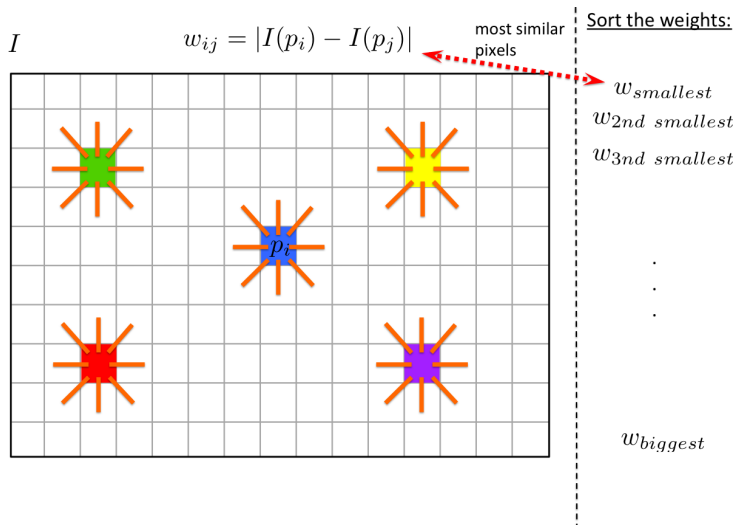 I
w_{ij} = |I(p_i) − I(p_j)|
most similar
pixels
p_i
Sort the weights:
w_{smallest}
w_{2nd smallest}
w_{3nd smallest}
.
.
.
w_{biggest}